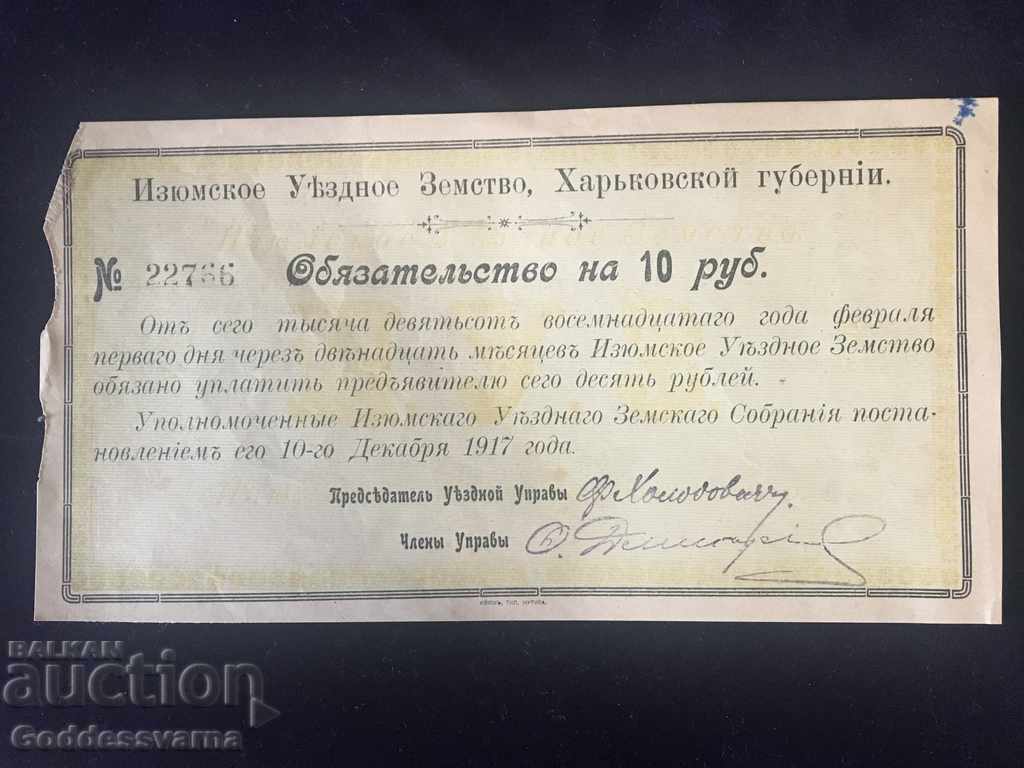 Изюмское Уѣздное Земство, Харьковской губерніи.
№ 22766 Обязательство на 10 руб.
Отъ сего тысяча девятьсотъ восемнадцатаго года февраля
перваго дня черезъ двѣнадцать мѣсяцевъ Изюмское Уѣздное Земство
обязано уплатить предъявителю сего десять рублей.
Уполномоченные Изюмскаго Уѣзднаго Земскаго Собранія поста-
новленіемъ его 10-го Декабря 1917 года.
Предсѣдатель Уѣздной Управы Ф Холодовичъ
Члены Управы
BALKAN
auction
Goddessvarna